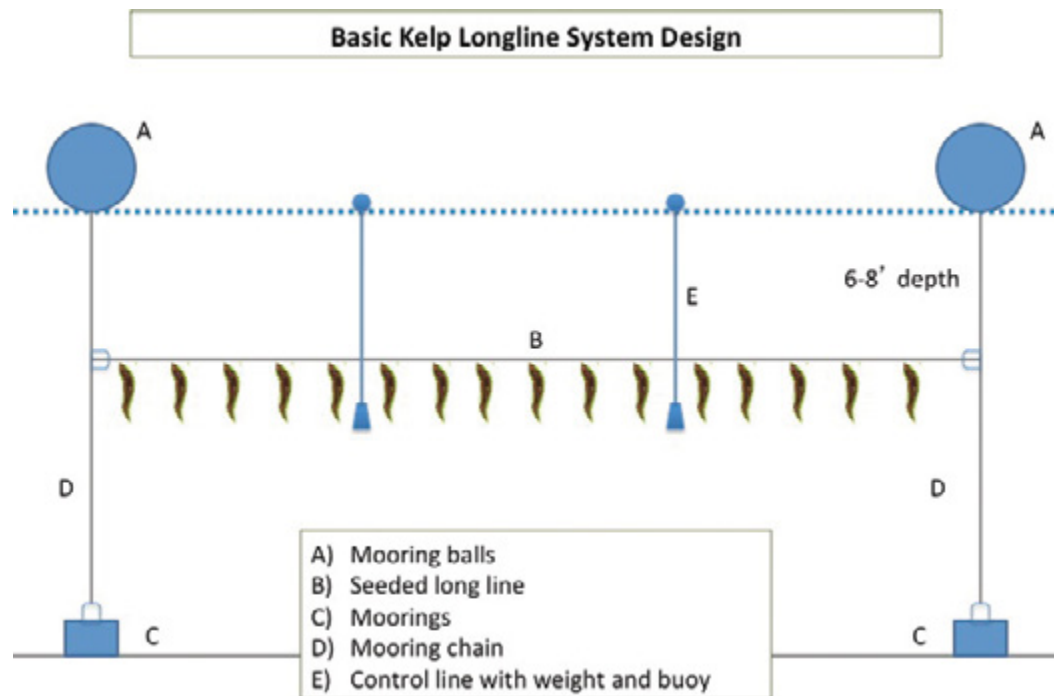 Basic Kelp Longline System Design
A
A
6-8' depth
E
B
D
D
A) Mooring balls
B) Seeded long line
C) Moorings
D) Mooring chain
E) Control line with weight and buoy
C
C